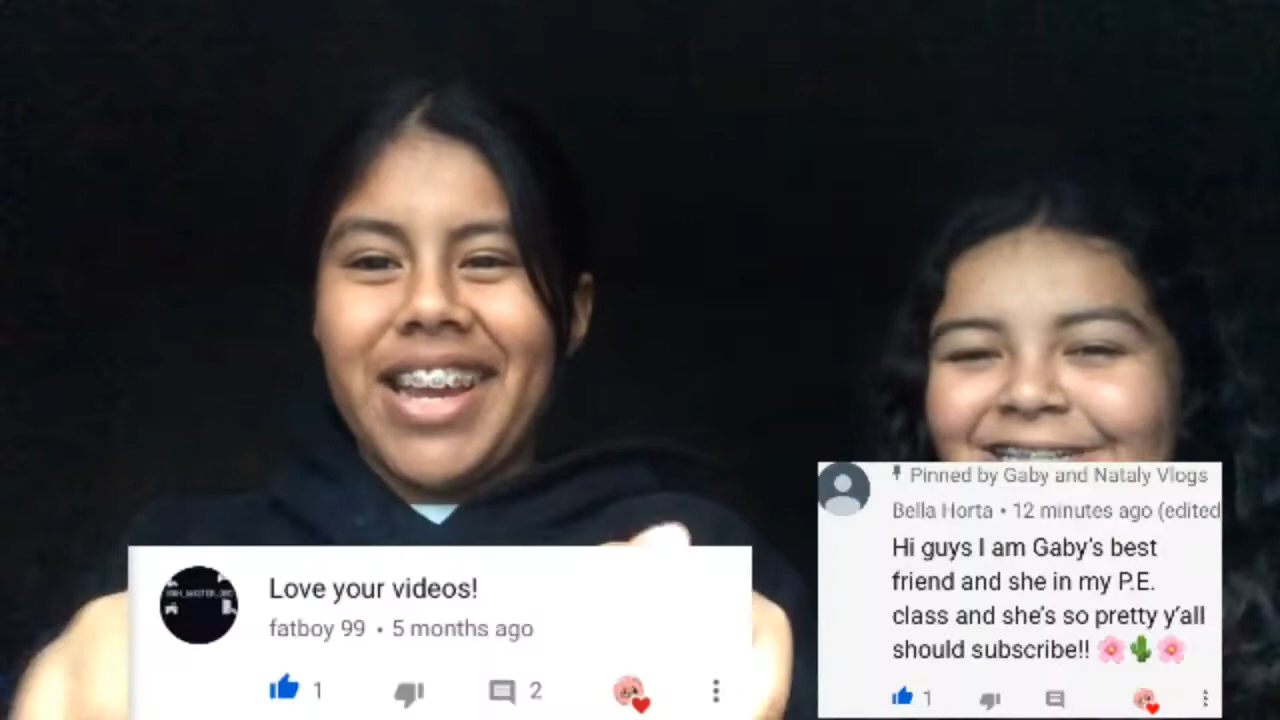 Love your videos!
fatboy 99 • 5 months ago
1
2
Pinned by Gaby and Nataly Vlogs
Bella Horta • 12 minutes ago (edited
Hi guys I am Gaby's best
friend and she in my P.E.
class and she's so pretty y'all
should subscribe!! 🌸🌵🌸
1